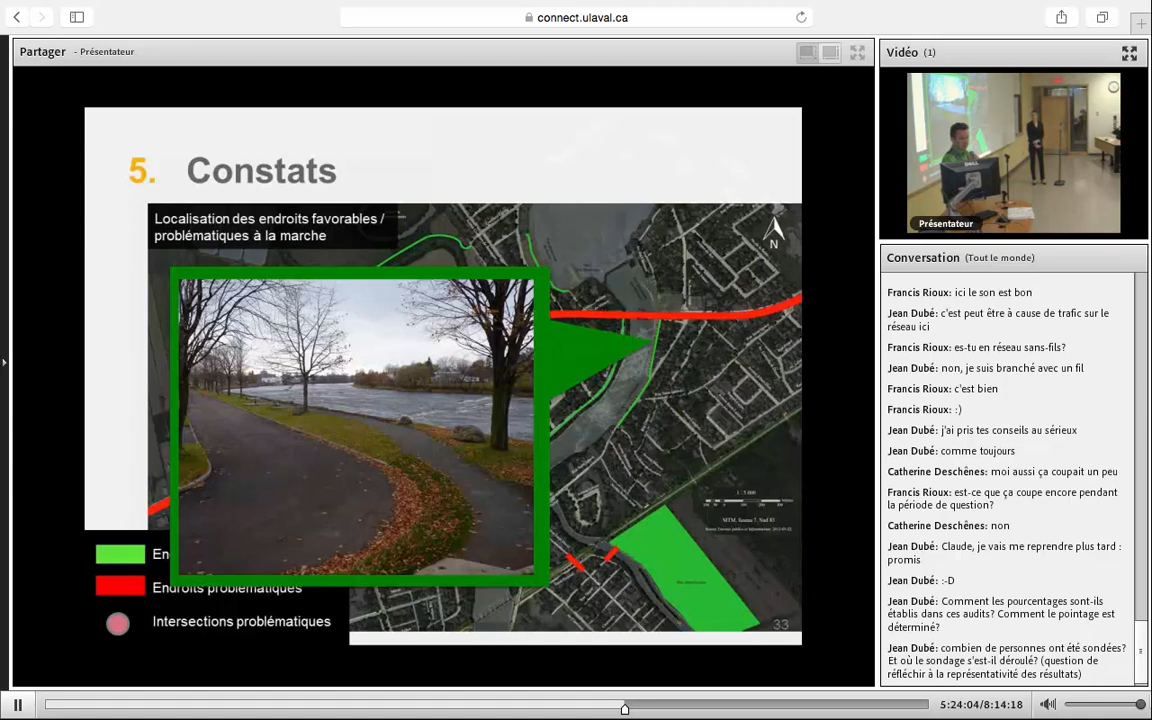 connect.ulaval.ca
Partager - Présentateur
5. Constats
Localisation des endroits favorables /
problématiques à la marche
N
1 : 5 000
En
Endroits problématiques
Intersections problématiques
33
Vidéo (1)
DELL
Présentateur
Conversation (Tout le monde)
Francis Rioux: ici le son est bon
Jean Dubé: c'est peut être à cause de trafic sur le
réseau ici
Francis Rioux: es-tu en réseau sans-fils?
Jean Dubé: non, je suis branché avec un fil
Francis Rioux: c'est bien
Francis Rioux: :)
Jean Dubé: j'ai pris tes conseils au sérieux
Jean Dubé: comme toujours
Catherine Deschênes: moi aussi ça coupait un peu
Francis Rioux: est-ce que ça coupe encore pendant
la période de question?
Catherine Deschênes: non
Jean Dubé: Claude, je vais me reprendre plus tard :
promis
Jean Dubé: :-D
Jean Dubé: Comment les pourcentages sont-ils
établis dans ces audits? Comment le pointage est
déterminé?
Jean Dubé: combien de personnes ont été sondées?
Et où le sondage s'est-il déroulé? (question de
réfléchir à la représentativité des résultats)
5:24:04/8:14:18